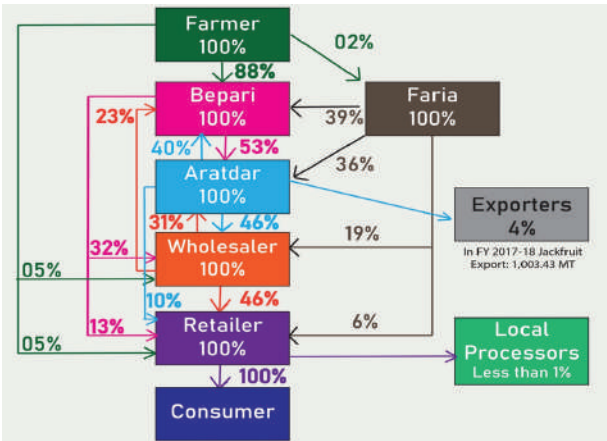 Farmer
100%
02%
88%
Bepari
100%
Faria
100%
23%
39%
40%
53%
36%
Aratdar
100%
Exporters
4%
31%
46%
In FY 2017-18 Jackfruit
Export: 1,003.43 MT
Wholesaler
100%
19%
32%
05%
46%
10%
13%
Retailer
100%
6%
Local
Processors
Less than 1%
05%
100%
Consumer